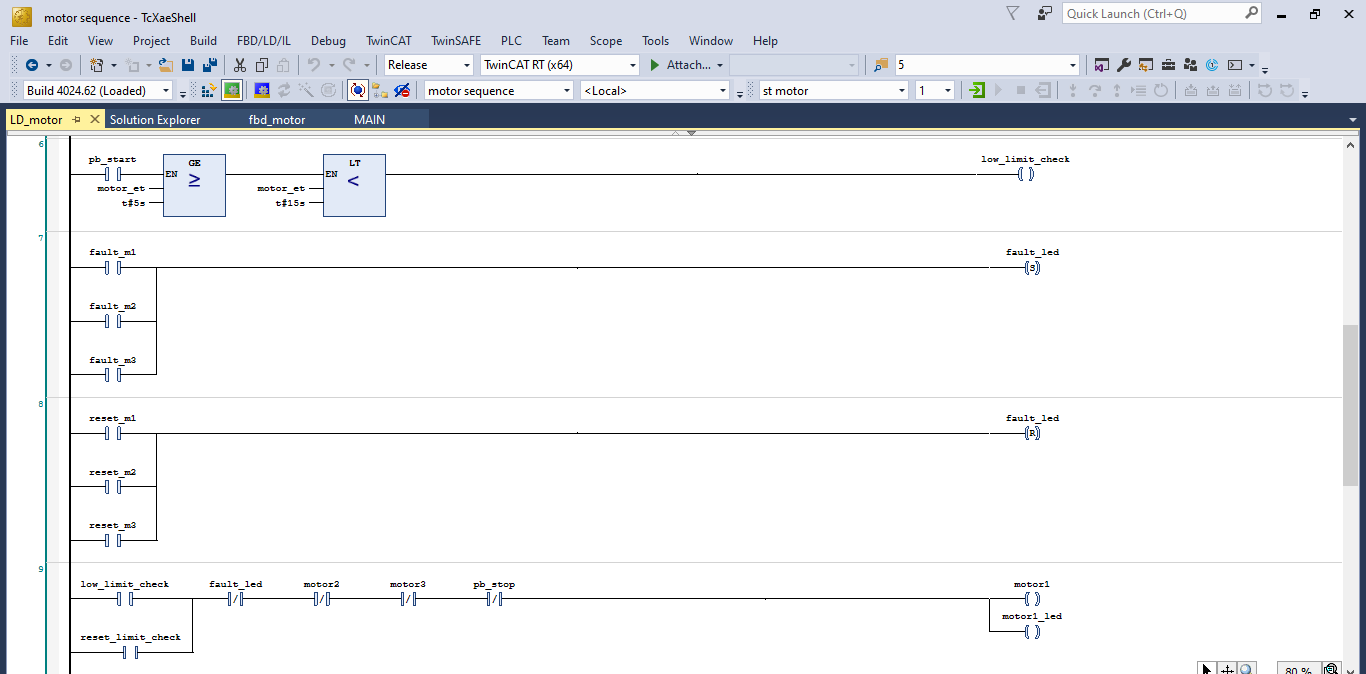 motor sequence - TcXaeShell
Quick Launch (Ctrl+Q)
File Edit View Project Build FBD/LD/IL Debug TwinCAT TwinSAFE PLC Team Scope Tools Window Help
Release TwinCAT RT (x64) Attach... 5
Build 4024.62 (Loaded) motor sequence <Local> st motor 1
LD_motor Solution Explorer fbd_motor MAIN
6
pb_start GE LT low_limit_check
EN ≥ EN < ( )
motor_et motor_et
t#5s t#15s
7
fault_m1 fault_led
(S)
fault_m2
fault_m3
8
reset_m1 fault_led
(R)
reset_m2
reset_m3
9
low_limit_check fault_led motor2 motor3 pb_stop motor1
/ / / / ( )
motor1_led
( )
reset_limit_check
80 %